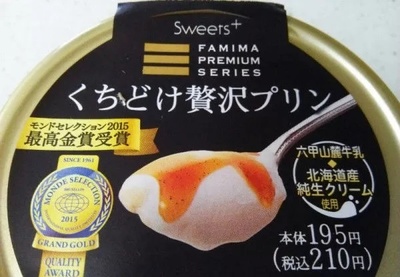 Sweets+
FAMIMA
PREMIUM
SERIES
くちどけ贅沢プリン
モンドセレクション2015
最高金賞受賞
SINCE 1961
MONDE SELECTION
BRUXELLES
2015
GRAND GOLD
QUALITY
AWARD
六甲山麓牛乳
北海道産
純生クリーム
使用
本体195円
(税込210円)